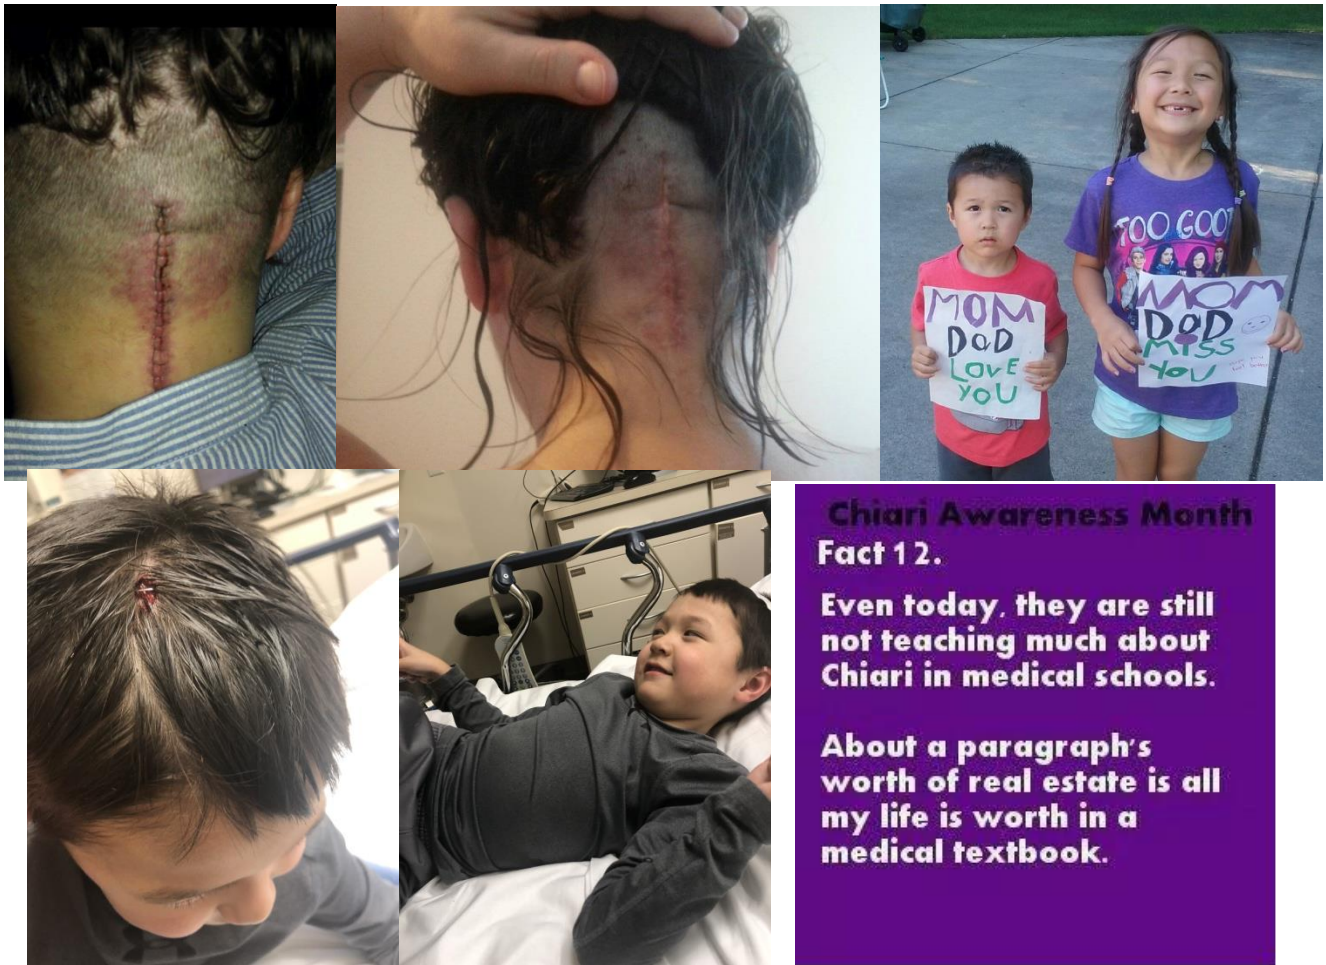 TOO GOOD
MOM
DaD
LovE
YoU
MOM
DaD
MISS
YoU
Chiari Awareness Month
Fact 12.
Even today, they are still
not teaching much about
Chiari in medical schools.
About a paragraph's
worth of real estate is all
my life is worth in a
medical textbook.